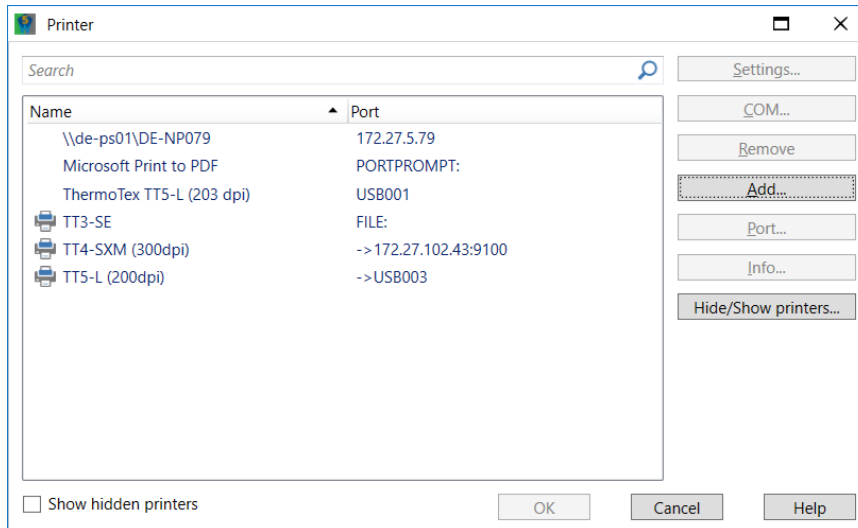 Printer
Search
Settings...
COM...
Remove
Add...
Port...
Info...
Hide/Show printers...
Name Port
\\de-ps01\DE-NP079 172.27.5.79
Microsoft Print to PDF PORTPROMPT:
ThermoTex TT5-L (203 dpi) USB001
TT3-SE FILE:
TT4-SXM (300dpi) ->172.27.102.43:9100
TT5-L (200dpi) ->USB003
Show hidden printers
OK Cancel Help